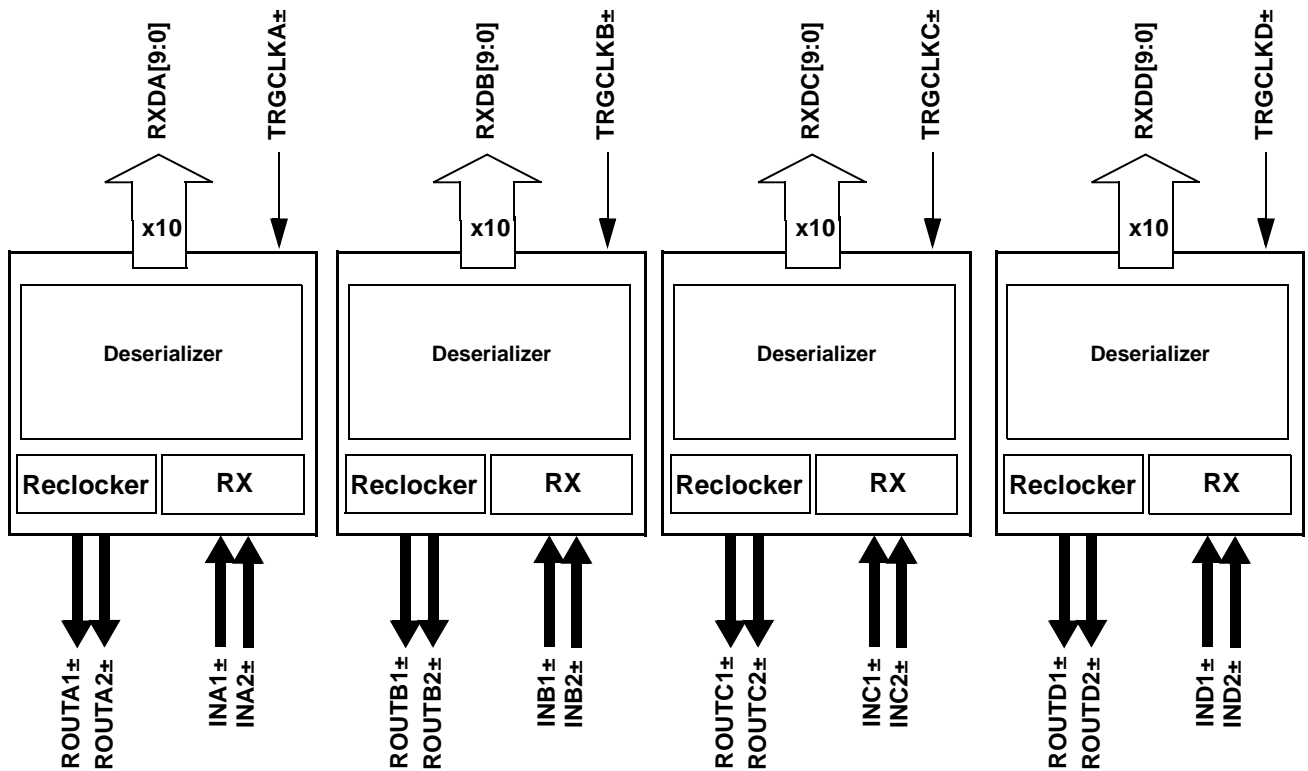 RXDA[9:0]
TRGCLKA±
RXDB[9:0]
TRGCLKB±
RXDC[9:0]
TRGCLKC±
RXDD[9:0]
TRGCLKD±
x10
x10
x10
x10
Deserializer
Deserializer
Deserializer
Deserializer
Reclocker
RX
Reclocker
RX
Reclocker
RX
Reclocker
RX
ROUTA1±
ROUTA2±
INA1±
INA2±
ROUTB1±
ROUTB2±
INB1±
INB2±
ROUTC1±
ROUTC2±
INC1±
INC2±
ROUTD1±
ROUTD2±
IND1±
IND2±